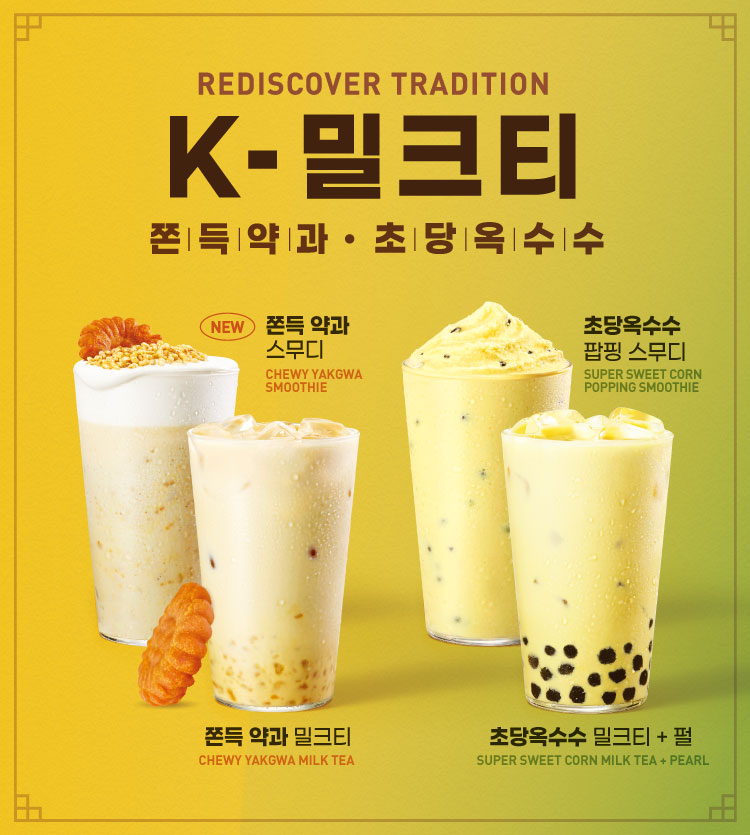 REDISCOVER TRADITION
K-밀크티
쫀득약과 • 초당옥수수
NEW
쫀득 약과
스무디
CHEWY YAKGWA
SMOOTHIE
초당옥수수
팝핑 스무디
SUPER SWEET CORN
POPPING SMOOTHIE
쫀득 약과 밀크티
CHEWY YAKGWA MILK TEA
초당옥수수 밀크티 + 펄
SUPER SWEET CORN MILK TEA + PEARL